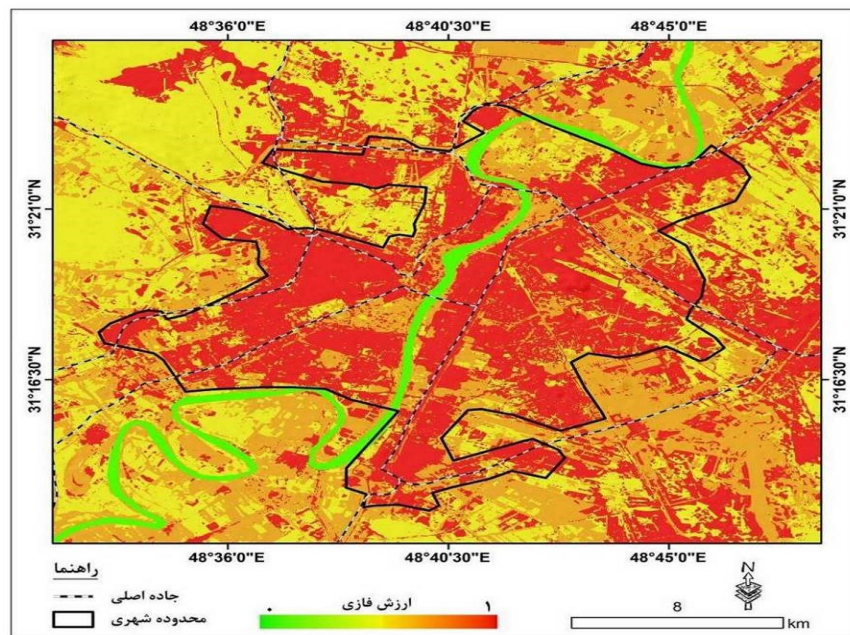 48°36'0"E 48°40'30"E 48°45'0"E
31°21'0"N 31°21'0"N
31°16'30"N 31°16'30"N
48°36'0"E 48°40'30"E 48°45'0"E
راهنما
جاده اصلی
محدوده شهری
ارزش فازی
۰ ۱
N
8
km